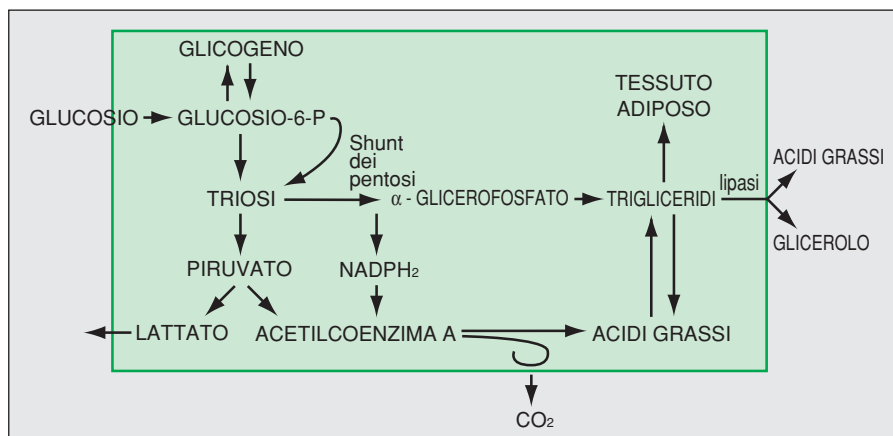 GLICOGENO
GLUCOSIO
GLUCOSIO-6-P
Shunt
dei
pentosi
TESSUTO
ADIPOSO
TRIOSI
α - GLICEROFOSFATO
TRIGLICERIDI
lipasi
ACIDI GRASSI
GLICEROLO
PIRUVATO
NADPH₂
LATTATO
ACETILCOENZIMA A
ACIDI GRASSI
CO₂